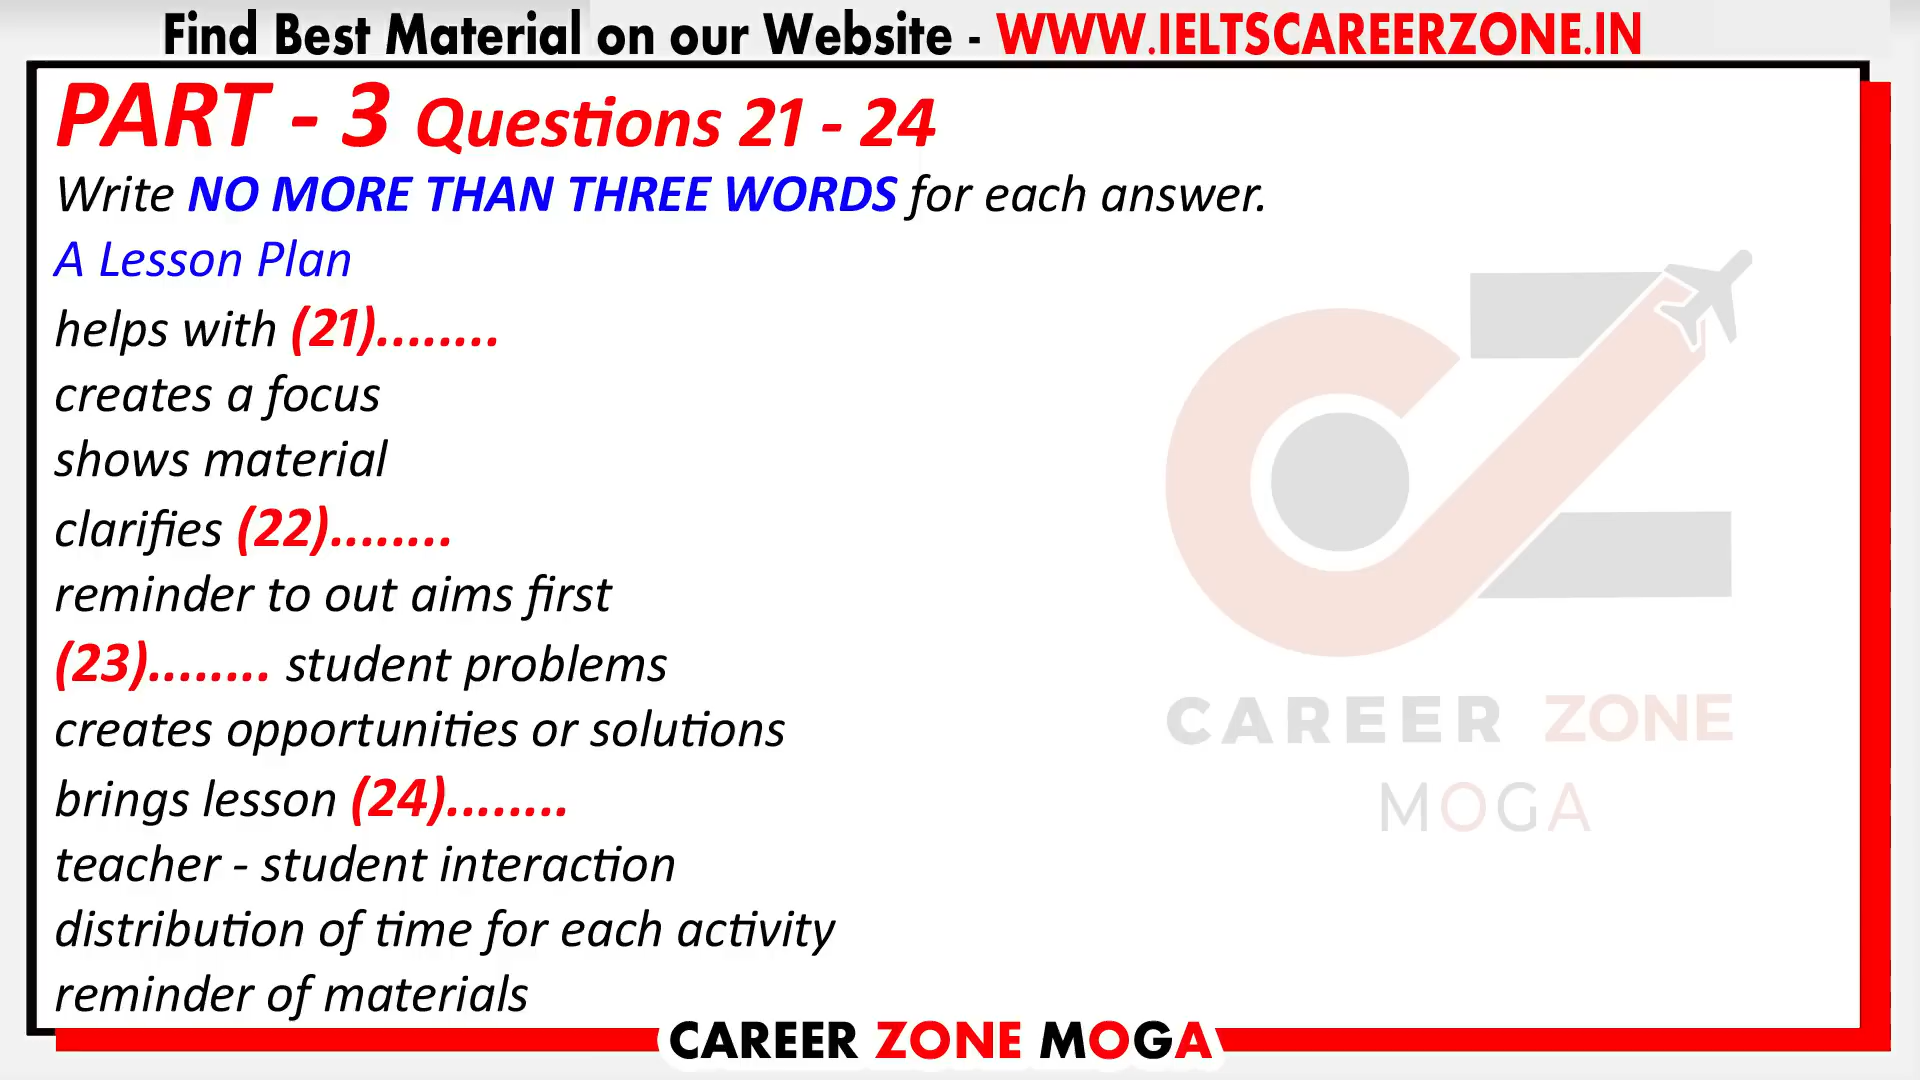 Find Best Material on our Website - WWW.IELTSCAREERZONE.IN
PART - 3 Questions 21 - 24
Write NO MORE THAN THREE WORDS for each answer.
A Lesson Plan
helps with (21)........
creates a focus
shows material
clarifies (22)........
reminder to out aims first
(23)........ student problems
creates opportunities or solutions
brings lesson (24)........
teacher - student interaction
distribution of time for each activity
reminder of materials
CZ
CAREER ZONE
MOGA
CAREER ZONE MOGA